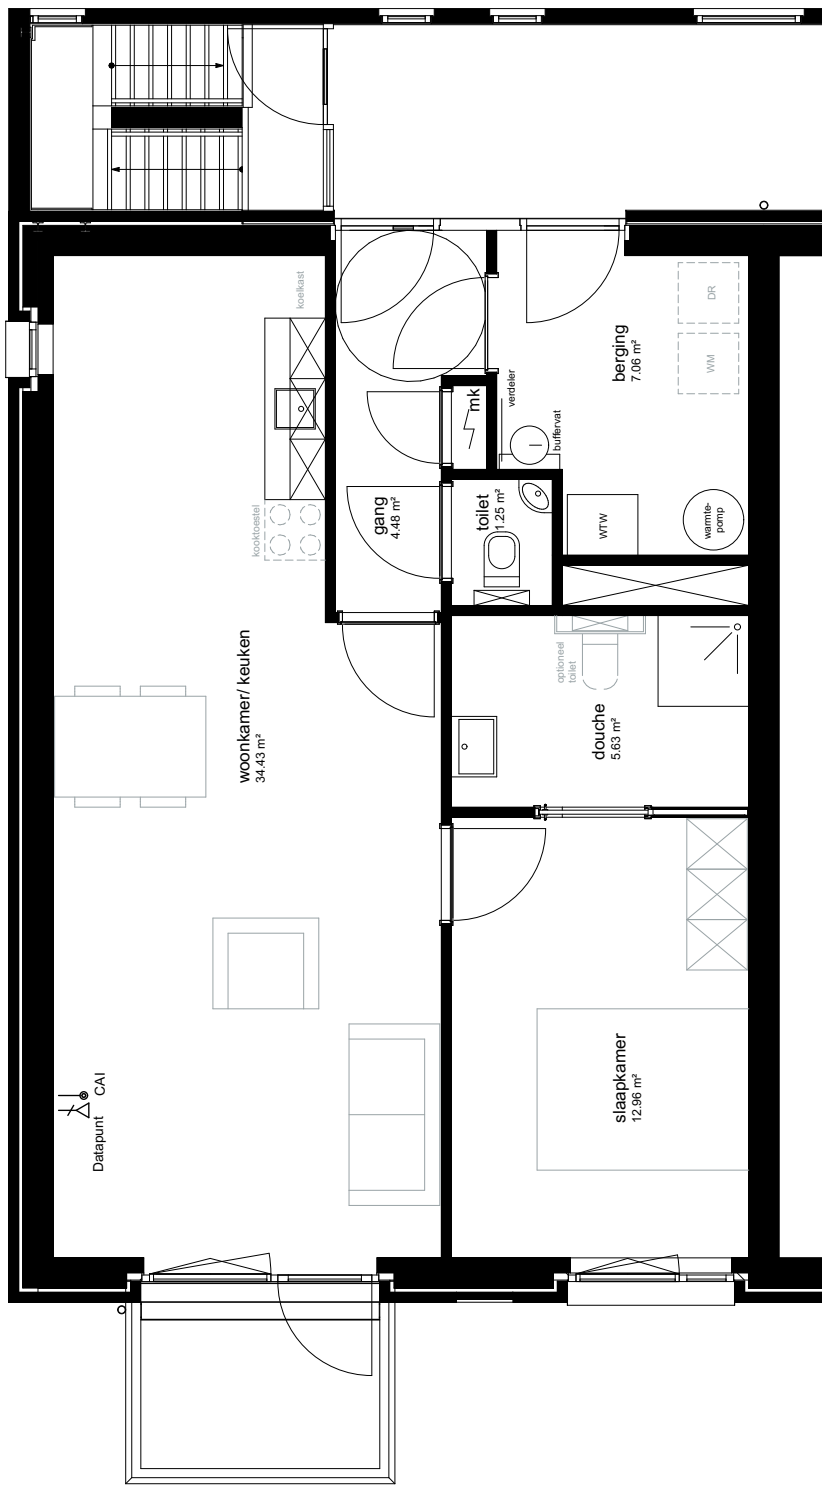 koelkast
DR
berging
7.06 m²
WM
verdeler
mk
buffervat
gang
4.48 m²
toilet
1.25 m²
kooktoestel
WTW
warmte-
pomp
woonkamer/ keuken
34.43 m²
optioneel
toilet
douche
5.63 m²
slaapkamer
12.96 m²
CAI
Datapunt